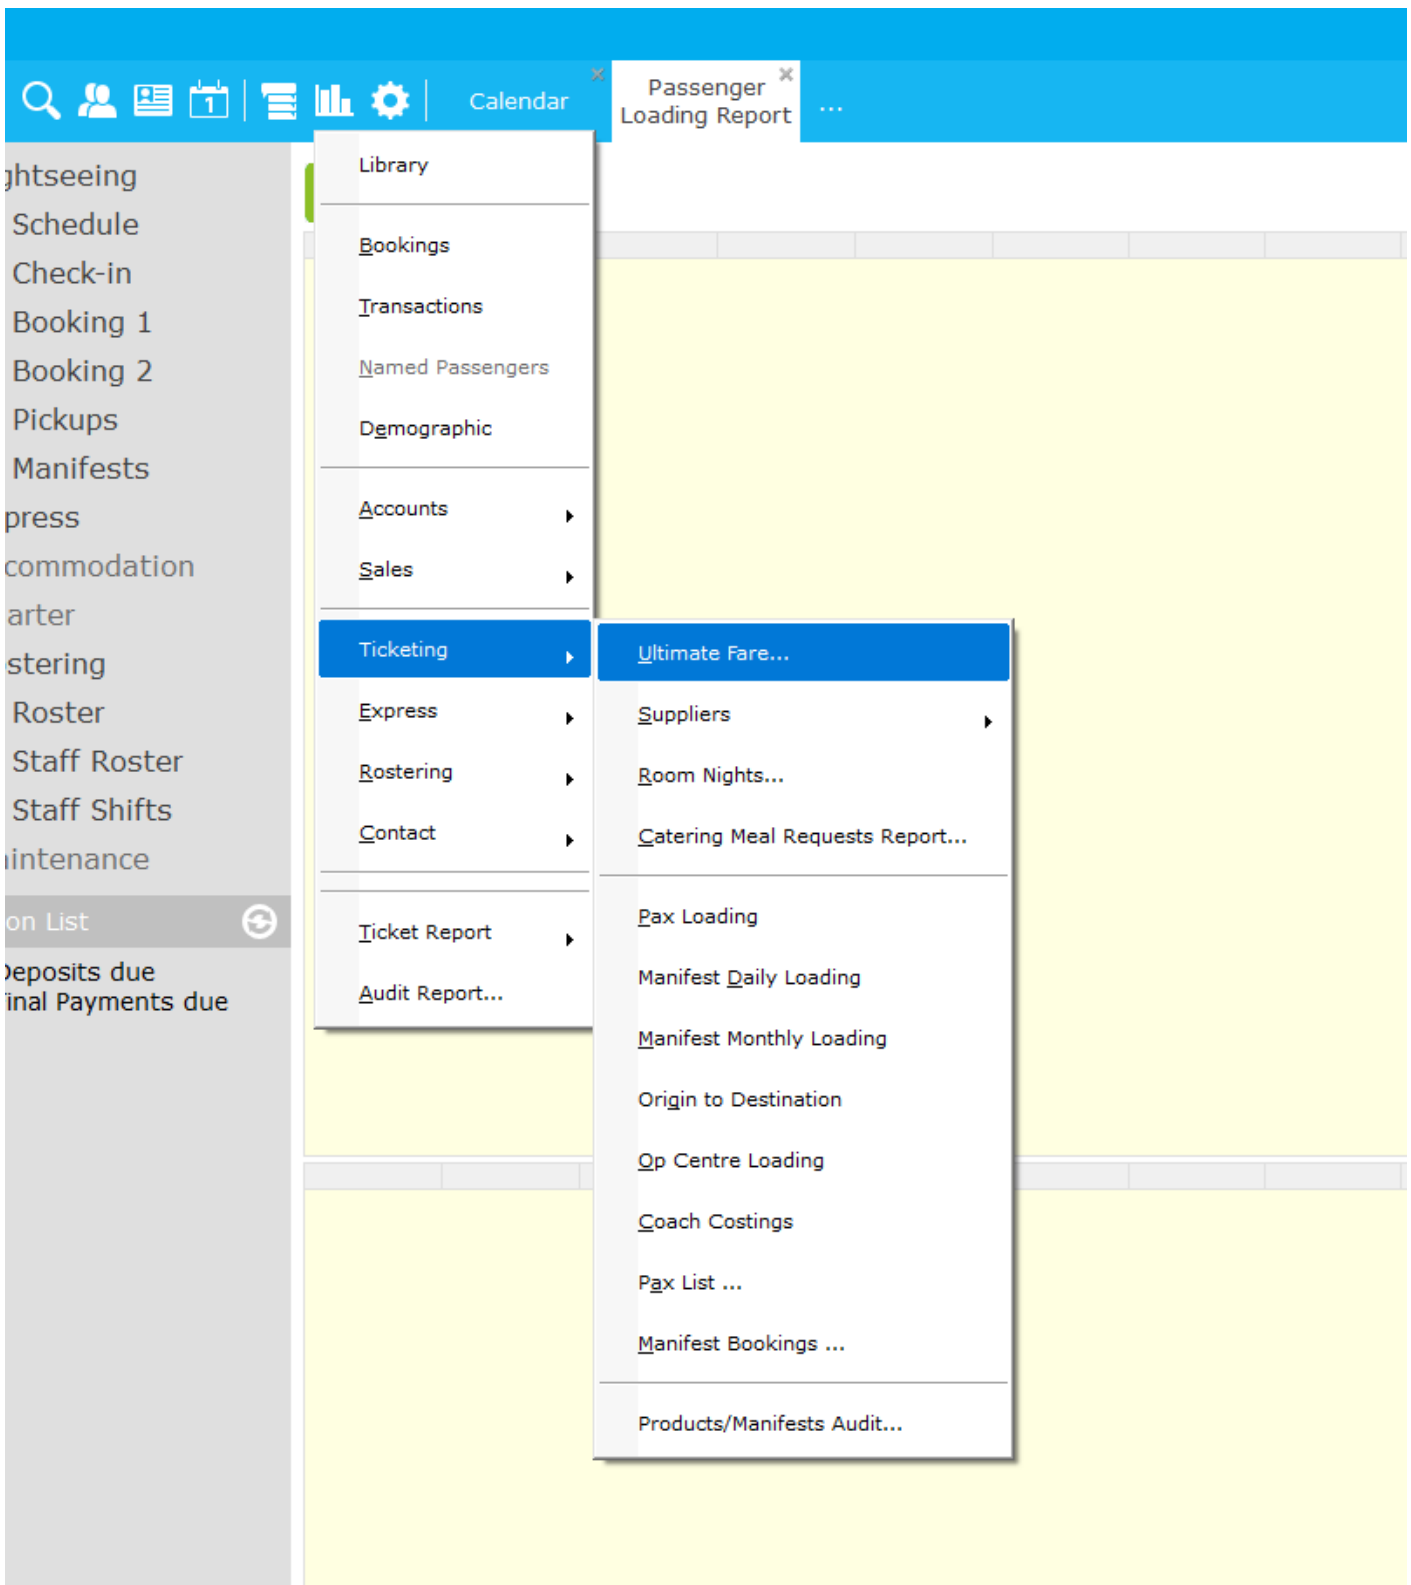 1
Calendar
Passenger
Loading Report
...
ghtseeing
Schedule
Check-in
Booking 1
Booking 2
Pickups
Manifests
press
commodation
arter
stering
Roster
Staff Roster
Staff Shifts
intenance
on List
Deposits due
Final Payments due
Library
Bookings
Transactions
Named Passengers
Demographic
Accounts
Sales
Ticketing
Express
Rostering
Contact
Ticket Report
Audit Report...
Ultimate Fare...
Suppliers
Room Nights...
Catering Meal Requests Report...
Pax Loading
Manifest Daily Loading
Manifest Monthly Loading
Origin to Destination
Op Centre Loading
Coach Costings
Pax List ...
Manifest Bookings ...
Products/Manifests Audit...